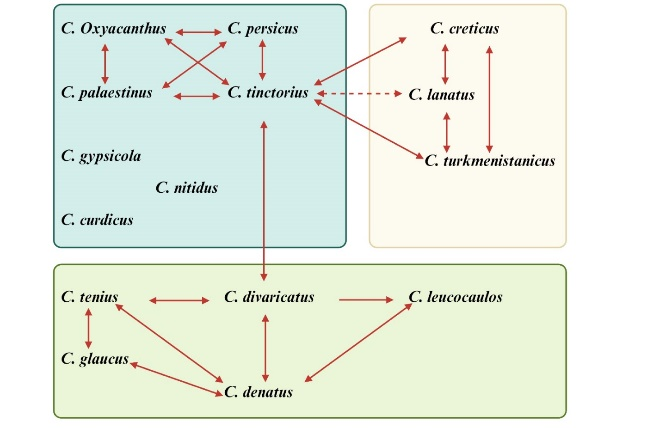 C. Oxyacanthus
C. persicus
C. palaestinus
C. tinctorius
C. gypsicola
C. nitidus
C. curdicus
C. creticus
C. lanatus
C. turkmenistanicus
C. tenius
C. divaricatus
C. leucocaulos
C. glaucus
C. denatus